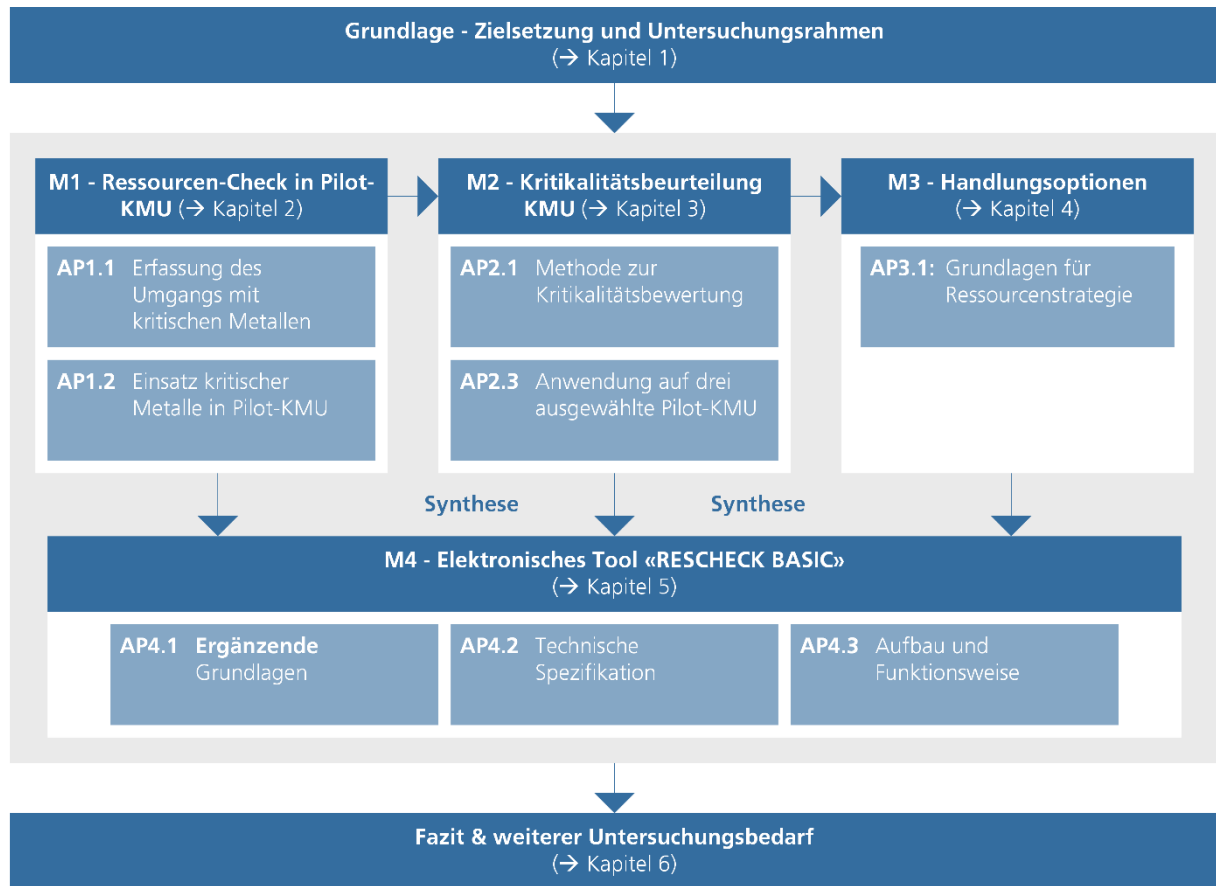 Grundlage - Zielsetzung und Untersuchungsrahmen
(→ Kapitel 1)
M1 - Ressourcen-Check in Pilot-
KMU (→ Kapitel 2)
AP1.1 Erfassung des
Umgangs mit
kritischen Metallen
AP1.2 Einsatz kritischer
Metalle in Pilot-KMU
M2 - Kritikalitätsbeurteilung
KMU (→ Kapitel 3)
AP2.1 Methode zur
Kritikalitätsbewertung
AP2.3 Anwendung auf drei
ausgewählte Pilot-KMU
M3 - Handlungsoptionen
(→ Kapitel 4)
AP3.1: Grundlagen für
Ressourcenstrategie
Synthese
Synthese
M4 - Elektronisches Tool «RESCHECK BASIC»
(→ Kapitel 5)
AP4.1 Ergänzende
Grundlagen
AP4.2 Technische
Spezifikation
AP4.3 Aufbau und
Funktionsweise
Fazit & weiterer Untersuchungsbedarf
(→ Kapitel 6)